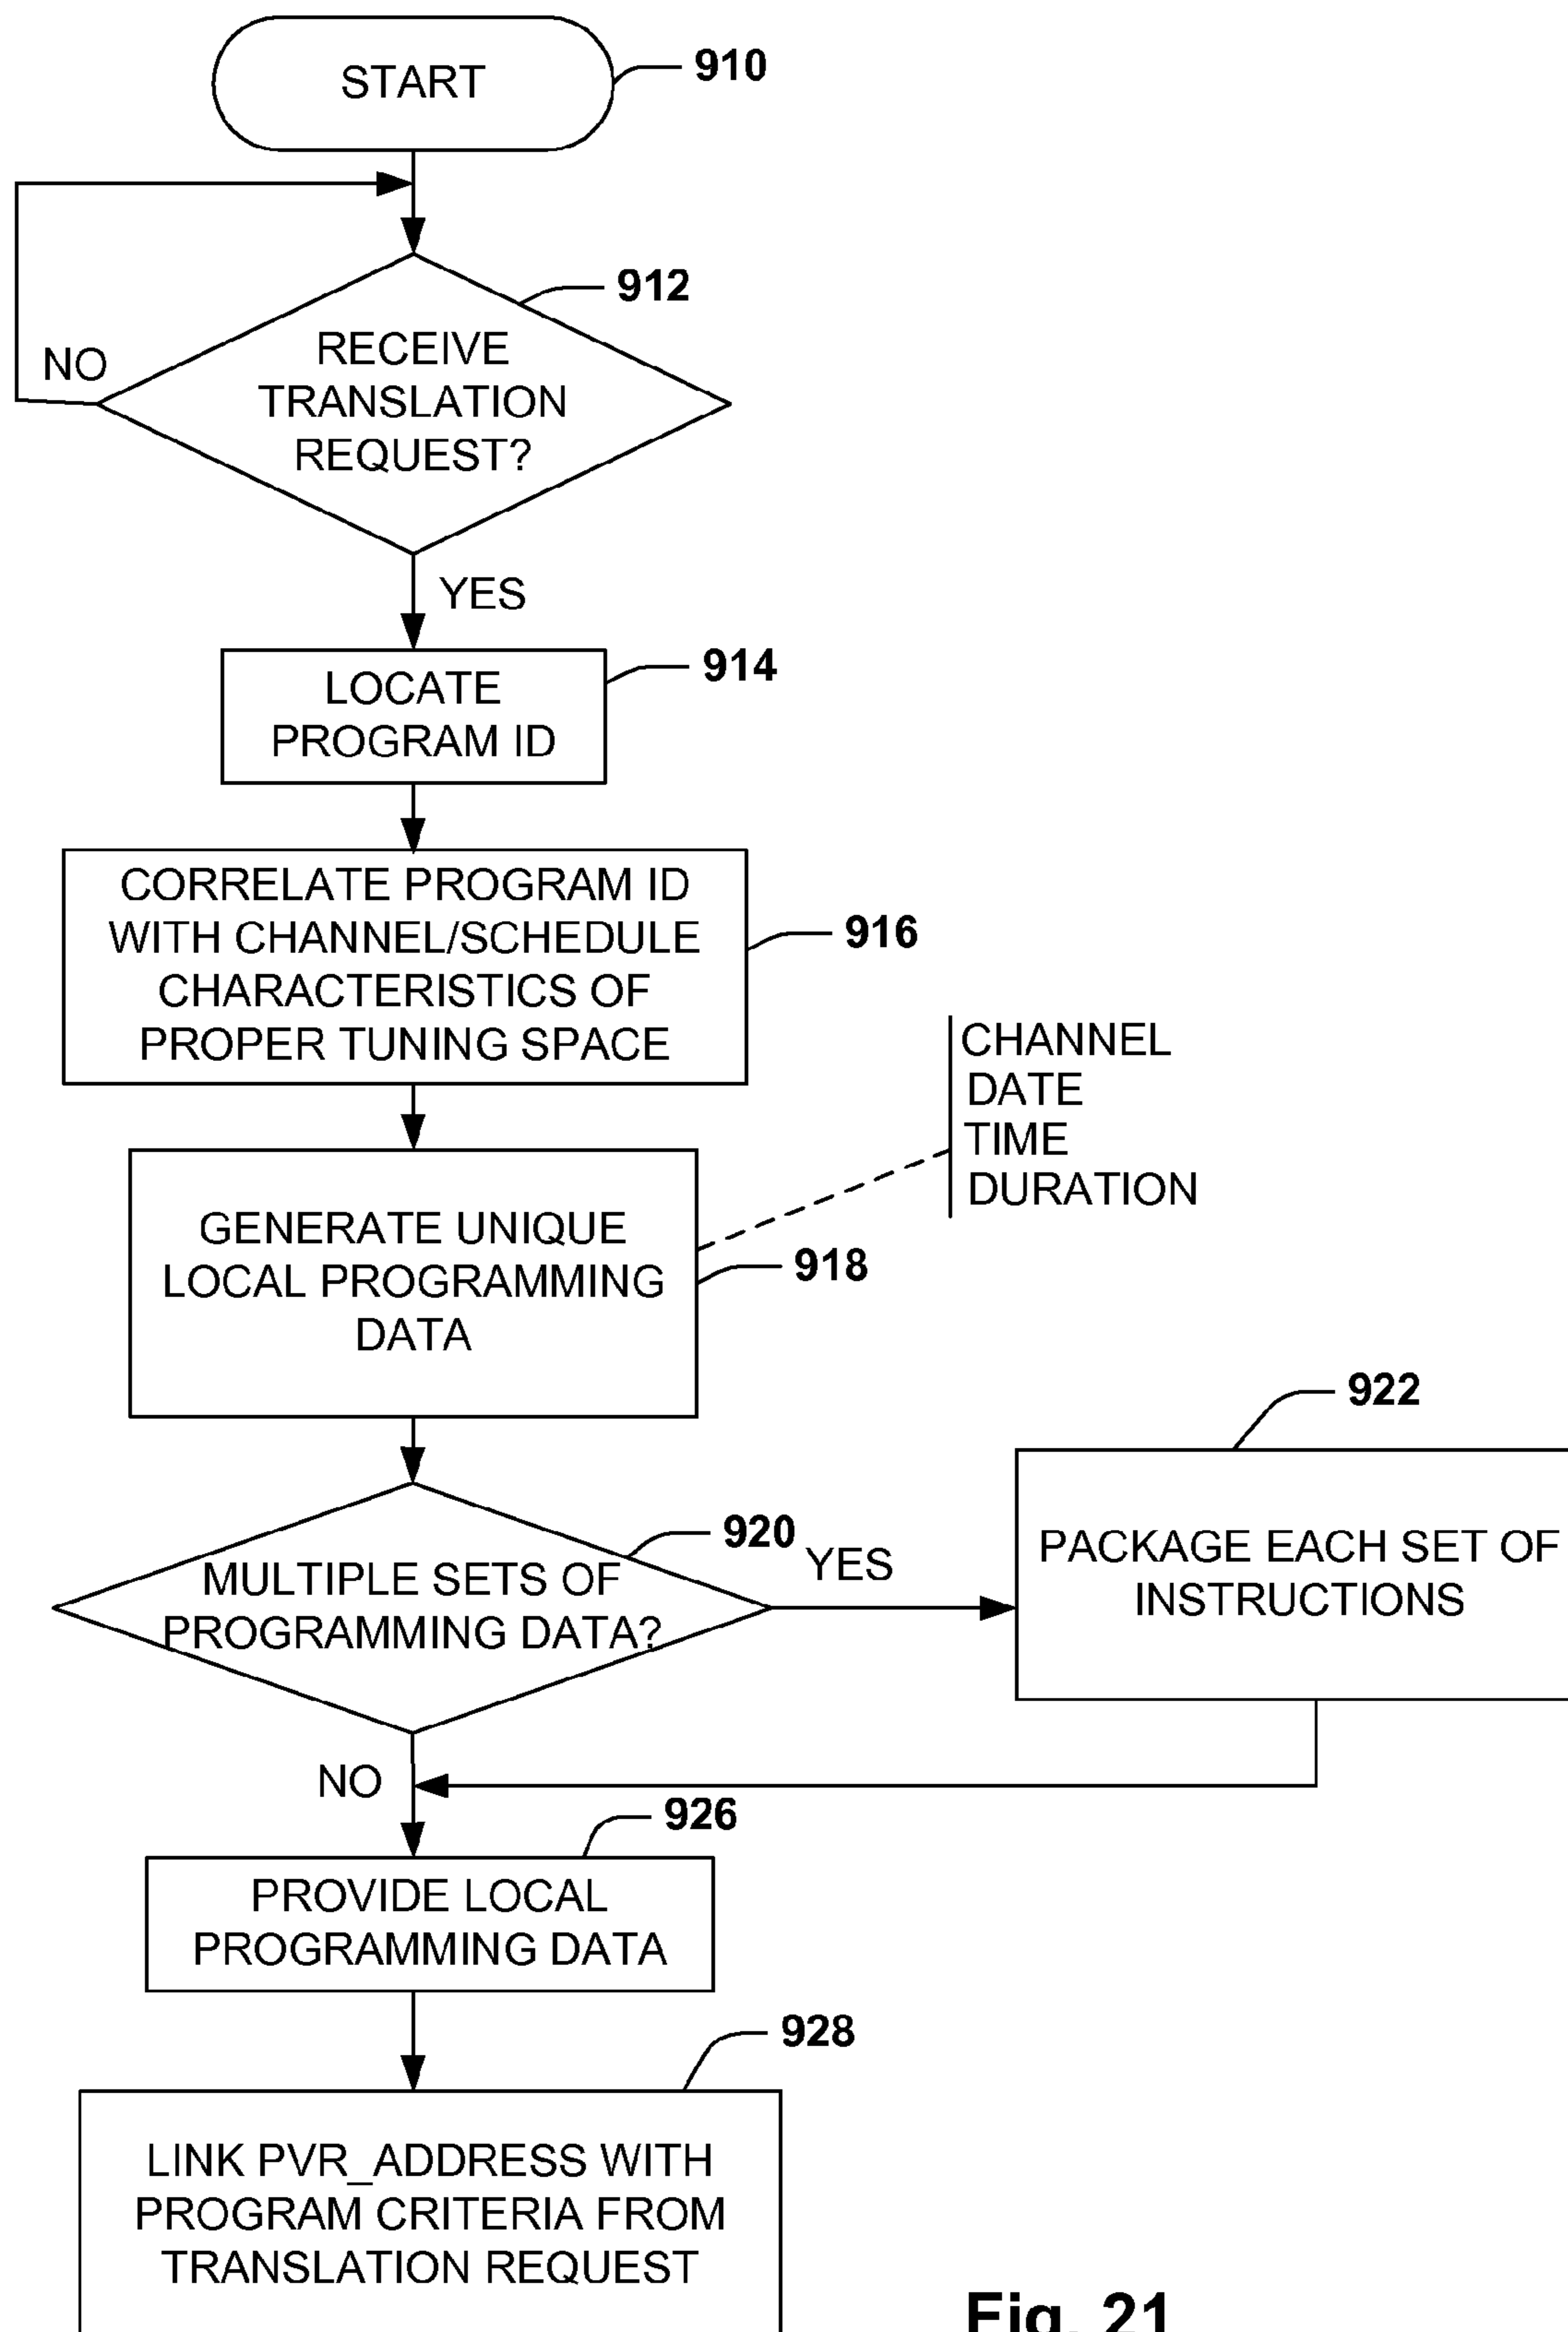 START
910
912
RECEIVE
TRANSLATION
REQUEST?
NO
YES
914
LOCATE
PROGRAM ID
CORRELATE PROGRAM ID
WITH CHANNEL/SCHEDULE
CHARACTERISTICS OF
PROPER TUNING SPACE
916
CHANNEL
DATE
TIME
DURATION
GENERATE UNIQUE
LOCAL PROGRAMMING
DATA
918
920
MULTIPLE SETS OF
PROGRAMMING DATA?
YES
922
PACKAGE EACH SET OF
INSTRUCTIONS
NO
926
PROVIDE LOCAL
PROGRAMMING DATA
928
LINK PVR_ADDRESS WITH
PROGRAM CRITERIA FROM
TRANSLATION REQUEST
Fig. 21